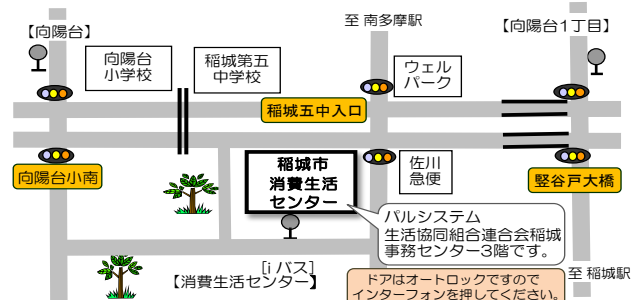 【向陽台】
至 南多摩駅
【向陽台1丁目】
向陽台
小学校
稲城第五
中学校
ウェル
パーク
稲城五中入口
向陽台小南
稲城市
消費生活
センター
佐川
急便
竪谷戸大橋
パルシステム
生活協同組合連合会稲城
事務センター3階です。
[i バス]
【消費生活センター】
ドアはオートロックですので
インターフォンを押してください。
至 稲城駅